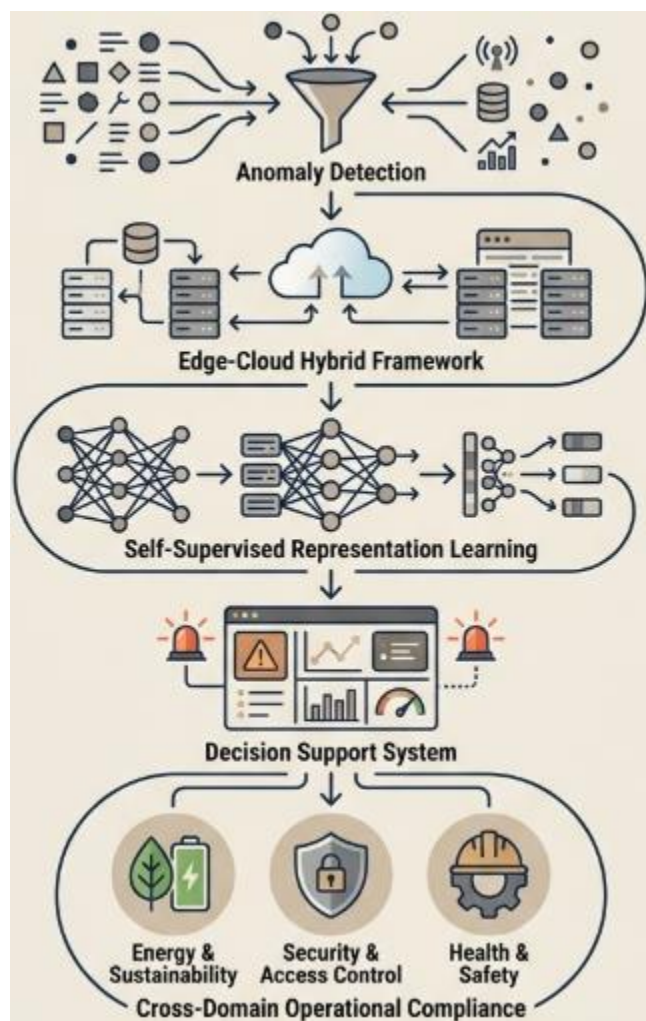 Anomaly Detection
Edge-Cloud Hybrid Framework
Self-Supervised Representation Learning
Decision Support System
Energy &
Sustainability
Security &
Access Control
Health &
Safety
Cross-Domain Operational Compliance